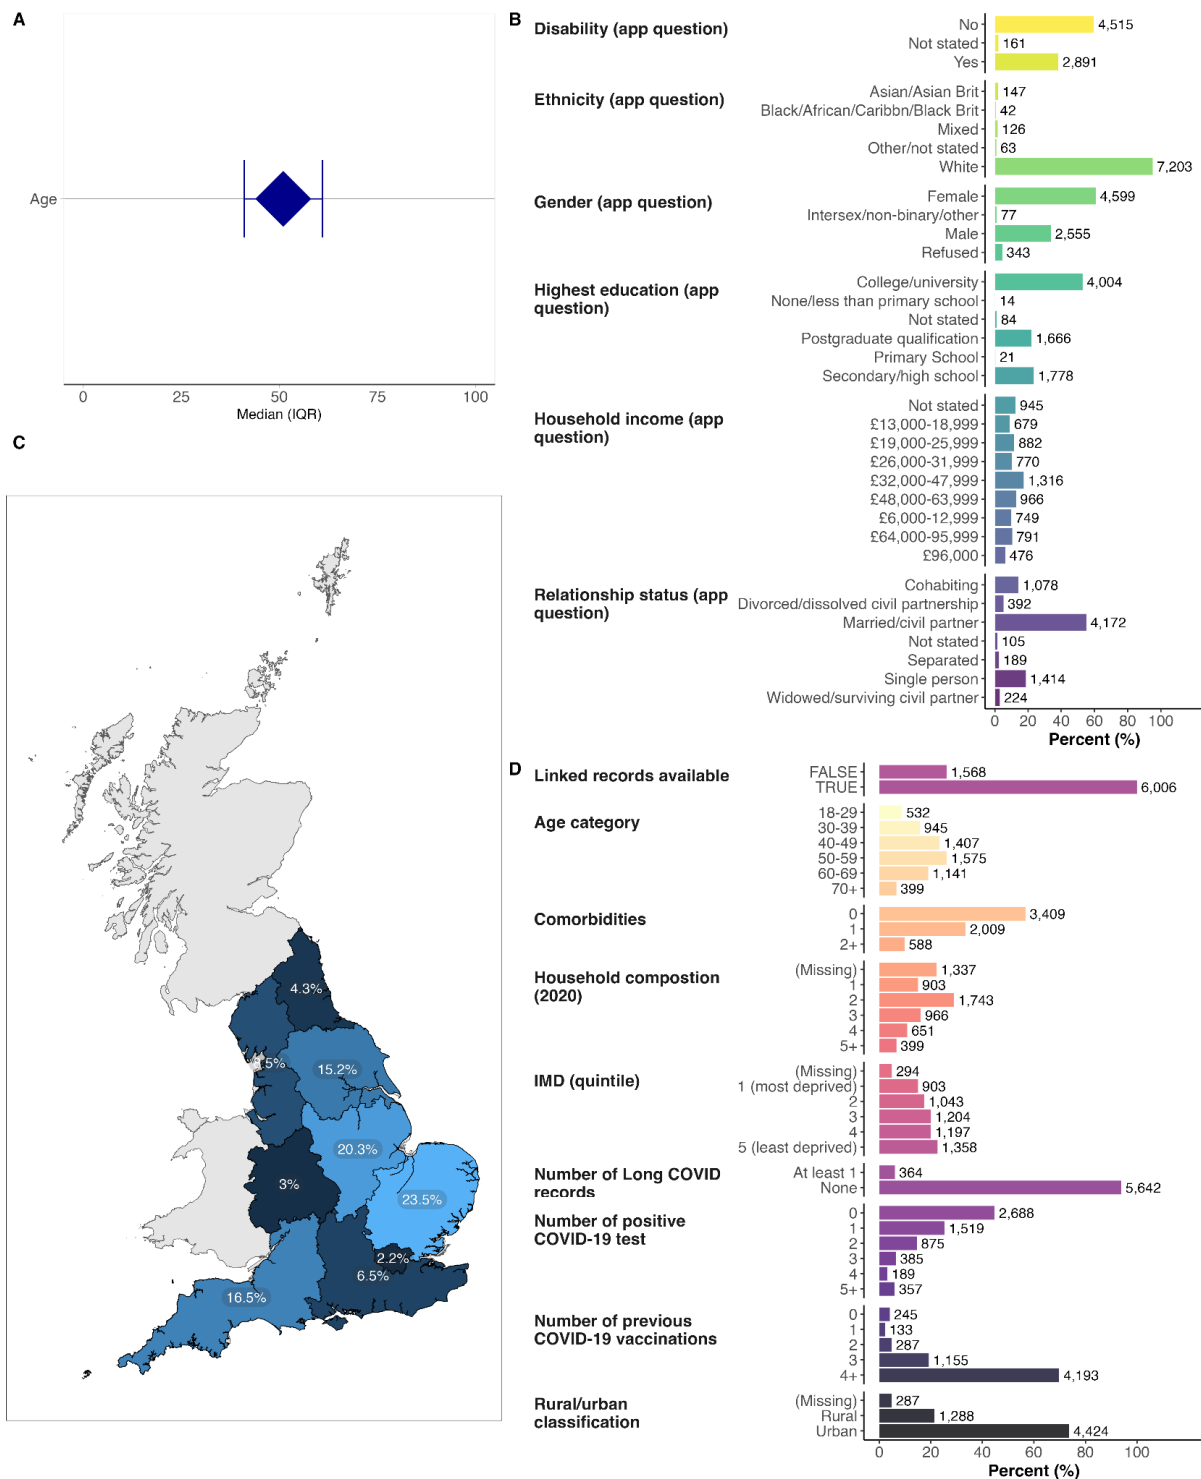 A
Age
0 25 50 75 100
Median (IQR)
B
Disability (app question)
No 4,515
Not stated 161
Yes 2,891
Ethnicity (app question)
Asian/Asian Brit 147
Black/African/Caribbn/Black Brit 42
Mixed 126
Other/not stated 63
White 7,203
Gender (app question)
Female 4,599
Intersex/non-binary/other 77
Male 2,555
Refused 343
Highest education (app
question)
College/university 4,004
None/less than primary school 14
Not stated 84
Postgraduate qualification 1,666
Primary School 21
Secondary/high school 1,778
Household income (app
question)
Not stated 945
£13,000-18,999 679
£19,000-25,999 882
£26,000-31,999 770
£32,000-47,999 1,316
£48,000-63,999 966
£6,000-12,999 749
£64,000-95,999 791
£96,000 476
Relationship status (app
question)
Cohabiting 1,078
Divorced/dissolved civil partnership 392
Married/civil partner 4,172
Not stated 105
Separated 189
Single person 1,414
Widowed/surviving civil partner 224
0 20 40 60 80 100
Percent (%)
C
4.3%
5%
15.2%
20.3%
3%
23.5%
2.2%
6.5%
16.5%
D
Linked records available
FALSE 1,568
TRUE 6,006
Age category
18-29 532
30-39 945
40-49 1,407
50-59 1,575
60-69 1,141
70+ 399
Comorbidities
0 3,409
1 2,009
2+ 588
Household compostion
(2020)
(Missing) 1,337
1 903
2 1,743
3 966
4 651
5+ 399
IMD (quintile)
(Missing) 294
1 (most deprived) 903
2 1,043
3 1,204
4 1,197
5 (least deprived) 1,358
Number of Long COVID
records
At least 1 364
None 5,642
Number of positive
COVID-19 test
0 2,688
1 1,519
2 875
3 385
4 189
5+ 357
Number of previous
COVID-19 vaccinations
0 245
1 133
2 287
3 1,155
4+ 4,193
Rural/urban
classification
(Missing) 287
Rural 1,288
Urban 4,424
0 20 40 60 80 100
Percent (%)